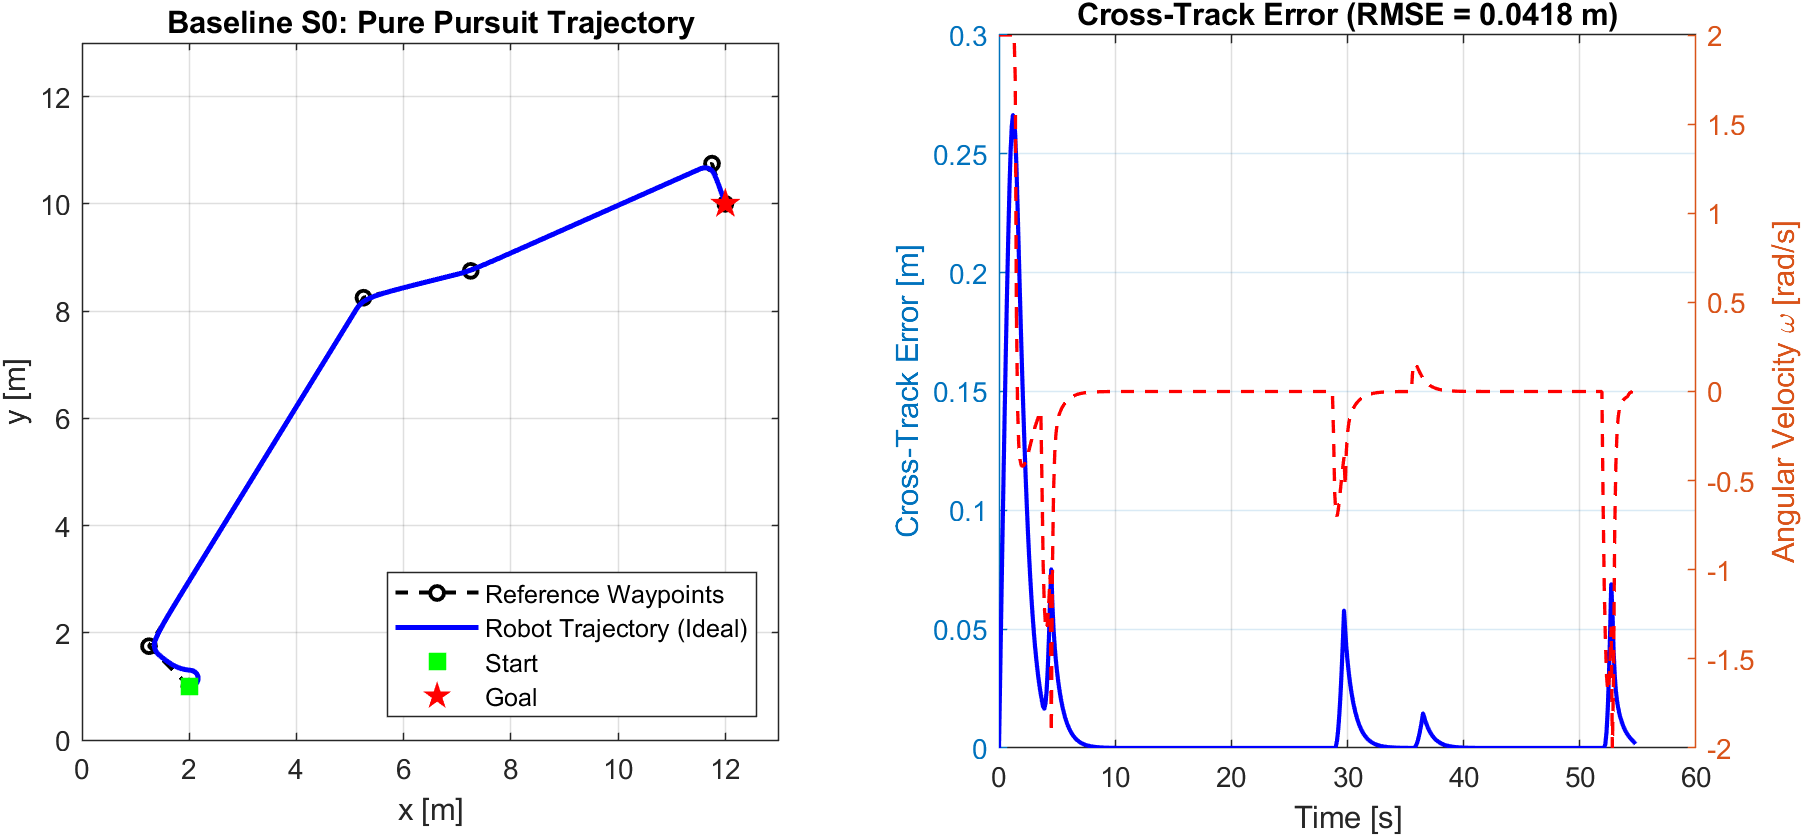 Baseline S0: Pure Pursuit Trajectory
12
10
8
6
4
2
0
y [m]
0 2 4 6 8 10 12
x [m]
Reference Waypoints
Robot Trajectory (Ideal)
Start
Goal
Cross-Track Error (RMSE = 0.0418 m)
0.3
0.25
0.2
0.15
0.1
0.05
0
Cross-Track Error [m]
2
1.5
1
0.5
0
-0.5
-1
-1.5
-2
Angular Velocity ω [rad/s]
0 10 20 30 40 50 60
Time [s]